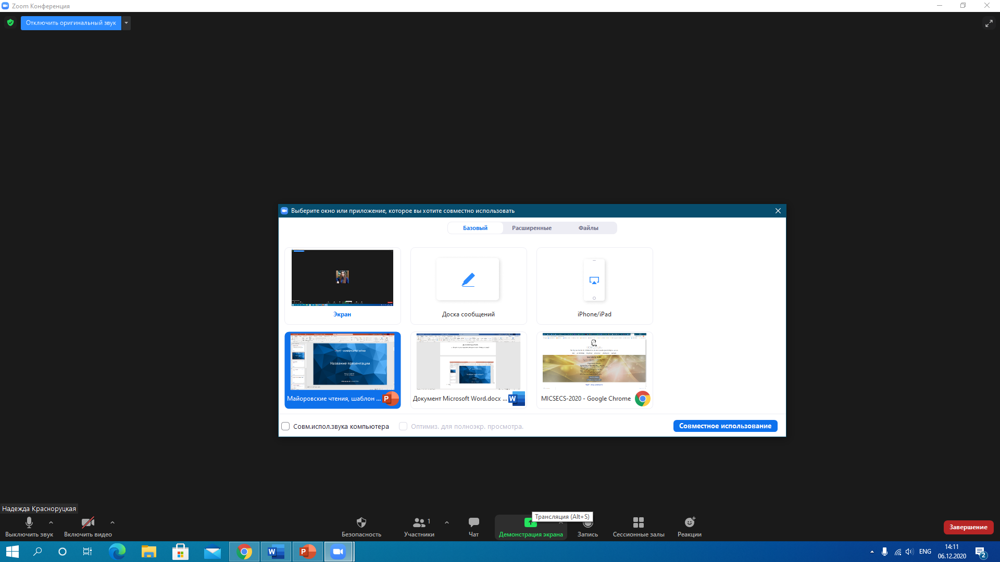 Zoom Конференция
Отключить оригинальный звук
Выберите окно или приложение, которое вы хотите совместно использовать
Базовый
Расширенные
Файлы
Экран
Доска сообщений
iPhone/iPad
Название презентации
Майоровские чтения, шаблон ...
Документ Microsoft Word.docx ...
MICSECS-2020 - Google Chrome
Совм.испол.звука компьютера
Оптимиз. для полноэкр. просмотра.
Совместное использование
Надежда Красноруцкая
Трансляция (Alt+S)
1
Выключить звук
Включить видео
Безопасность
Участники
Чат
Демонстрация экрана
Запись
Сессионные залы
Реакции
Завершение
ENG
14:11
06.12.2020
2